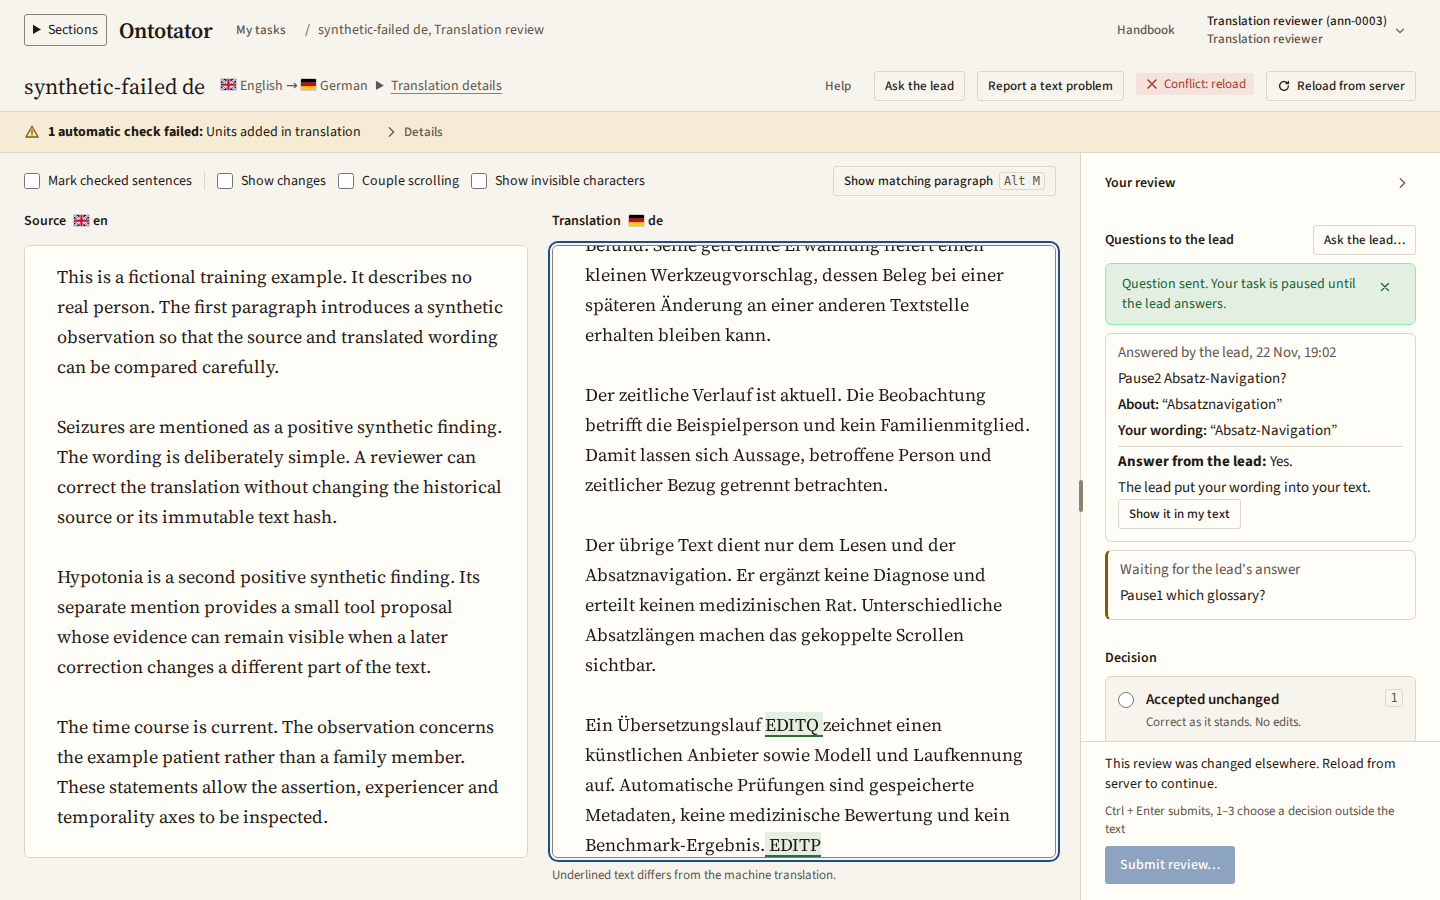 Sections
Ontotator
My tasks / synthetic-failed de, Translation review
Handbook
Translation reviewer (ann-0003)
Translation reviewer
synthetic-failed de
English → German
Translation details
Help
Ask the lead
Report a text problem
Conflict: reload
Reload from server
1 automatic check failed: Units added in translation
Details
Mark checked sentences
Show changes
Couple scrolling
Show invisible characters
Show matching paragraph Alt M
Source en
This is a fictional training example. It describes no
real person. The first paragraph introduces a synthetic
observation so that the source and translated wording
can be compared carefully.
Seizures are mentioned as a positive synthetic finding.
The wording is deliberately simple. A reviewer can
correct the translation without changing the historical
source or its immutable text hash.
Hypotonia is a second positive synthetic finding. Its
separate mention provides a small tool proposal
whose evidence can remain visible when a later
correction changes a different part of the text.
The time course is current. The observation concerns
the example patient rather than a family member.
These statements allow the assertion, experiencer and
temporality axes to be inspected.
Translation de
Befund. Seine getrennte Erwähnung liefert einen
kleinen Werkzeugvorschlag, dessen Beleg bei einer
späteren Änderung an einer anderen Textstelle
erhalten bleiben kann.
Der zeitliche Verlauf ist aktuell. Die Beobachtung
betrifft die Beispielperson und kein Familienmitglied.
Damit lassen sich Aussage, betroffene Person und
zeitlicher Bezug getrennt betrachten.
Der übrige Text dient nur dem Lesen und der
Absatznavigation. Er ergänzt keine Diagnose und
erteilt keinen medizinischen Rat. Unterschiedliche
Absatzlängen machen das gekoppelte Scrollen
sichtbar.
Ein Übersetzungslauf EDITQ zeichnet einen
künstlichen Anbieter sowie Modell und Laufkennung
auf. Automatische Prüfungen sind gespeicherte
Metadaten, keine medizinische Bewertung und kein
Benchmark-Ergebnis. EDITP
Underlined text differs from the machine translation.
Your review
Questions to the lead
Ask the lead…
Question sent. Your task is paused until
the lead answers.
Answered by the lead, 22 Nov, 19:02
Pause2 Absatz-Navigation?
About: “Absatznavigation”
Your wording: “Absatz-Navigation”
Answer from the lead: Yes.
The lead put your wording into your text.
Show it in my text
Waiting for the lead's answer
Pause1 which glossary?
Decision
Accepted unchanged 1
Correct as it stands. No edits.
This review was changed elsewhere. Reload from
server to continue.
Ctrl + Enter submits, 1–3 choose a decision outside the
text
Submit review…